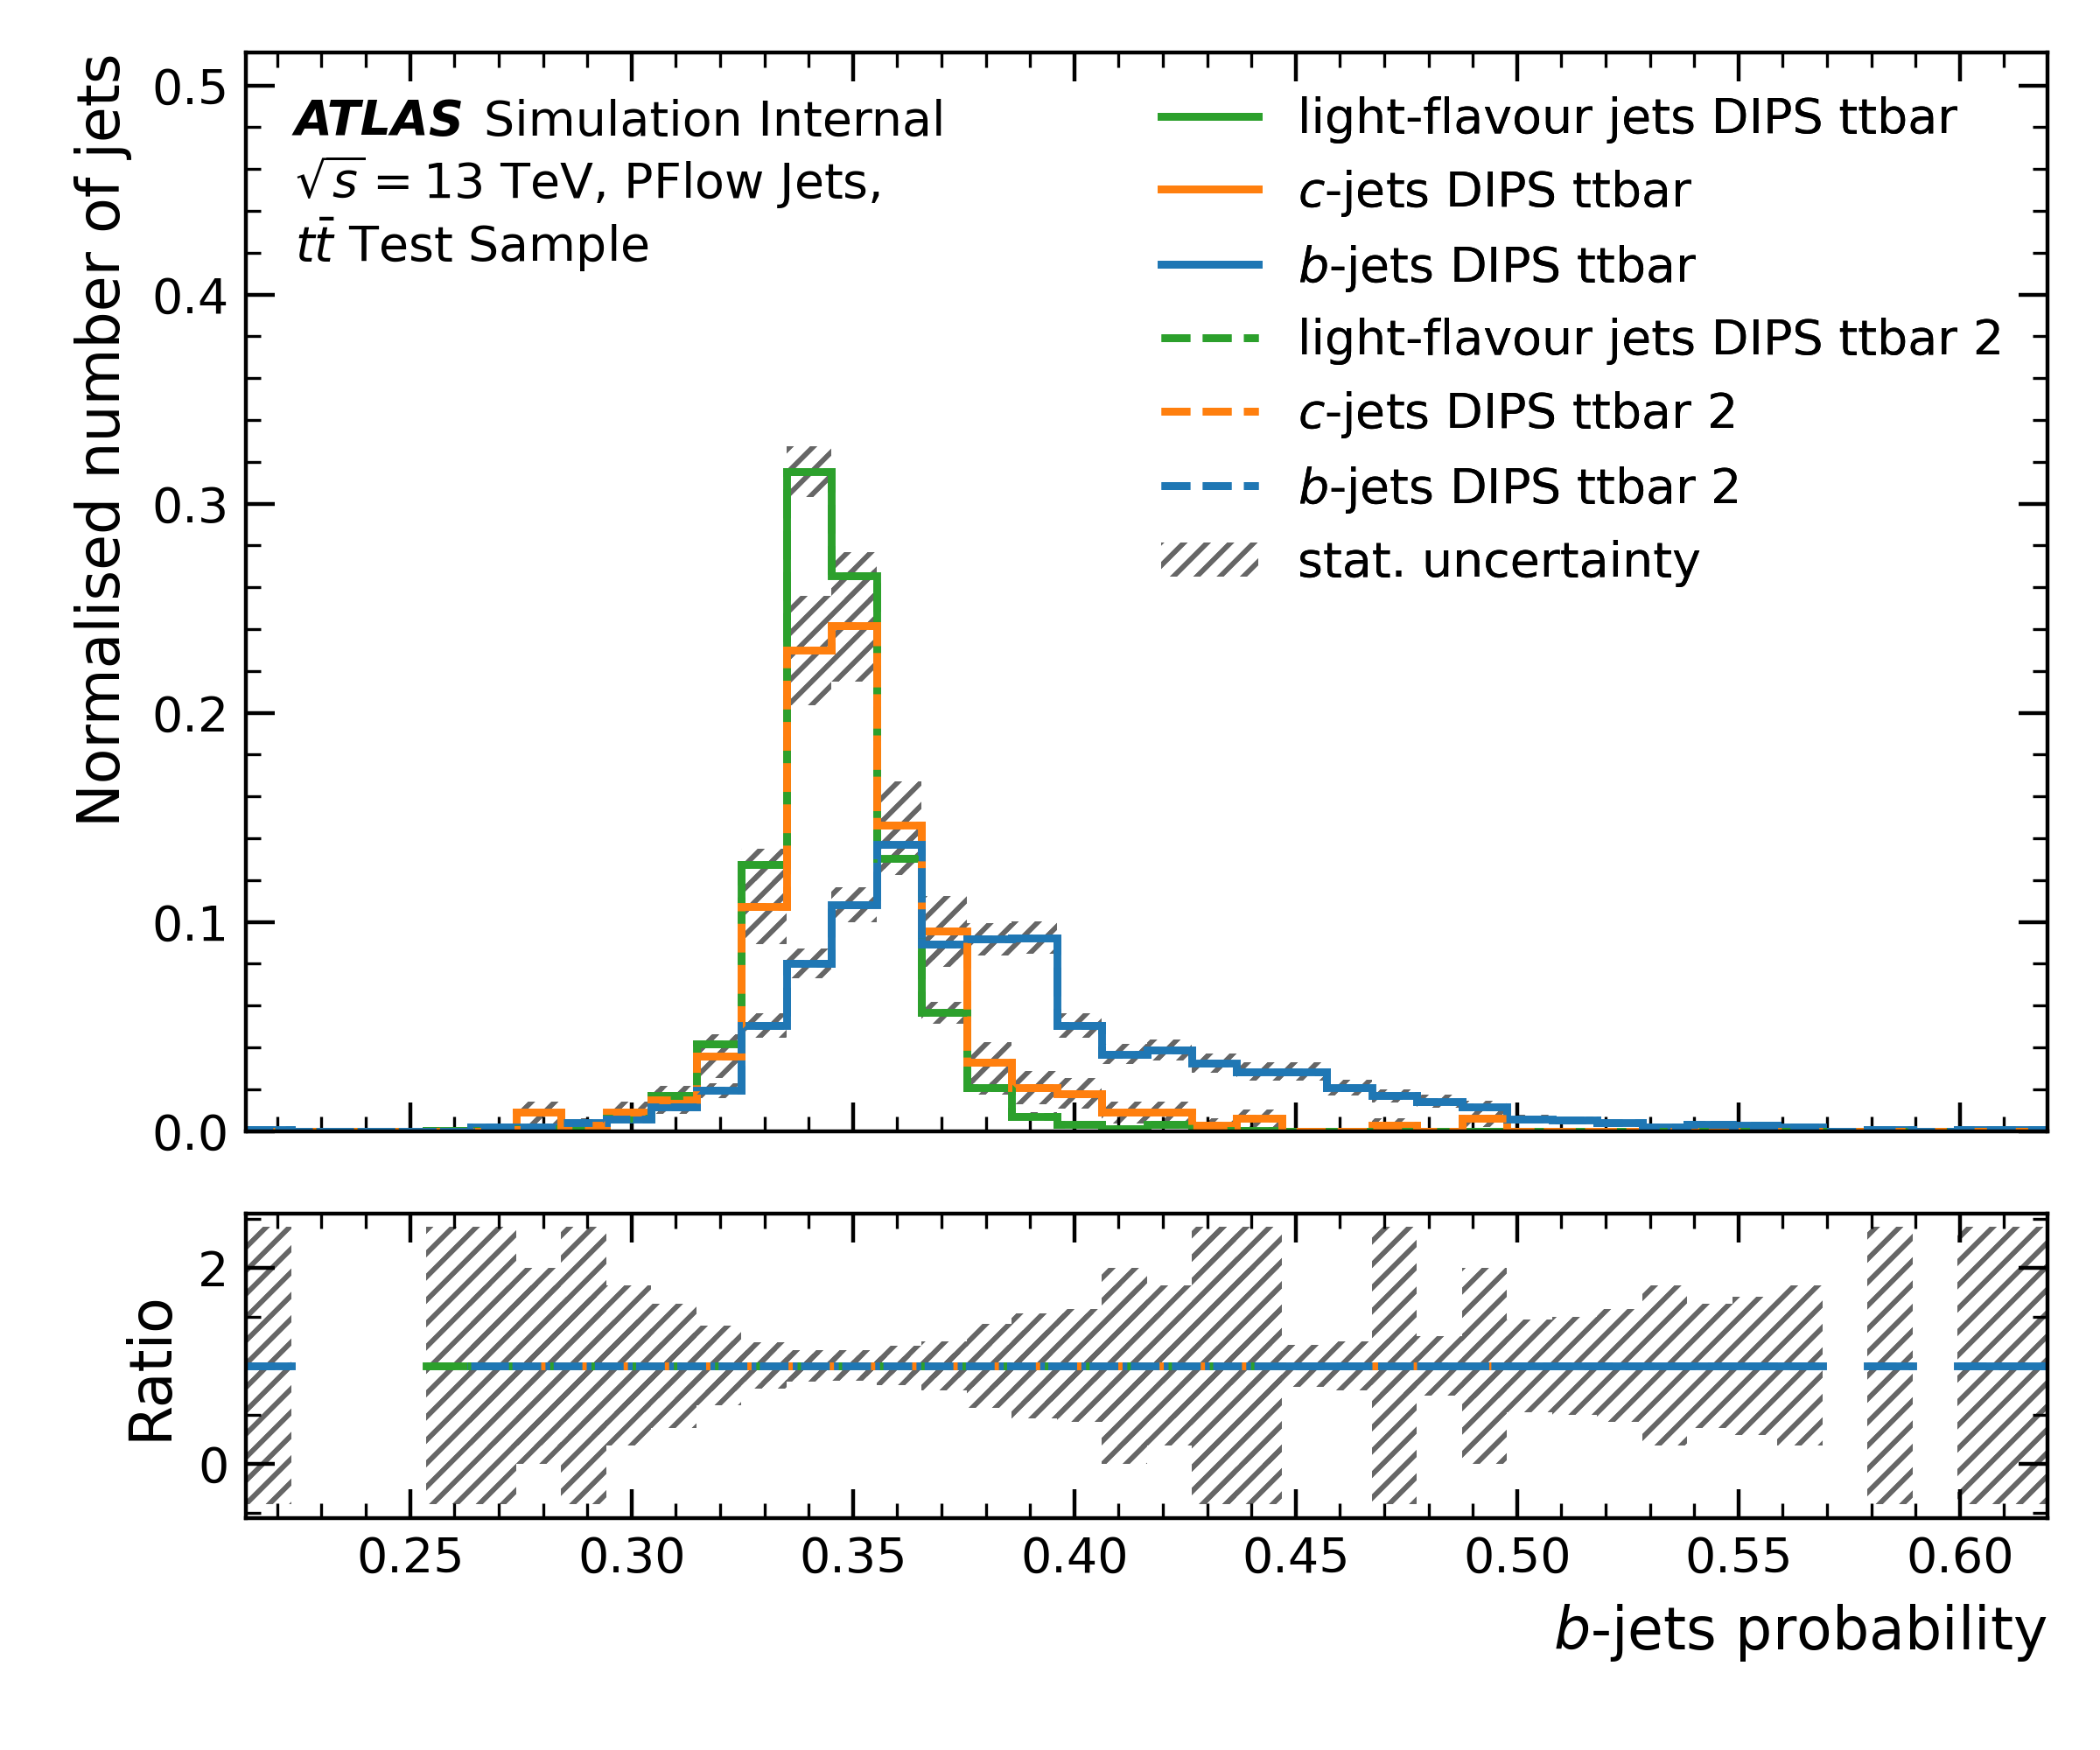 Normalised number of jets
0.5
0.4
0.3
0.2
0.1
0.0
ATLAS Simulation Internal
√s = 13 TeV, PFlow Jets,
tt̄ Test Sample
light-flavour jets DIPS ttbar
c-jets DIPS ttbar
b-jets DIPS ttbar
light-flavour jets DIPS ttbar 2
c-jets DIPS ttbar 2
b-jets DIPS ttbar 2
stat. uncertainty
Ratio
2
0
0.25 0.30 0.35 0.40 0.45 0.50 0.55 0.60
b-jets probability